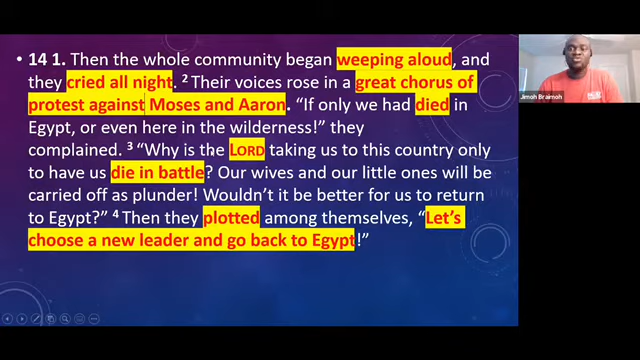 • 14 1. Then the whole community began weeping aloud, and
they cried all night. 2 Their voices rose in a great chorus of
protest against Moses and Aaron. “If only we had died in
Egypt, or even here in the wilderness!” they
complained. 3 “Why is the LORD taking us to this country only
to have us die in battle? Our wives and our little ones will be
carried off as plunder! Wouldn’t it be better for us to return
to Egypt?” 4 Then they plotted among themselves, “Let’s
choose a new leader and go back to Egypt!”
Jimoh Braimoh